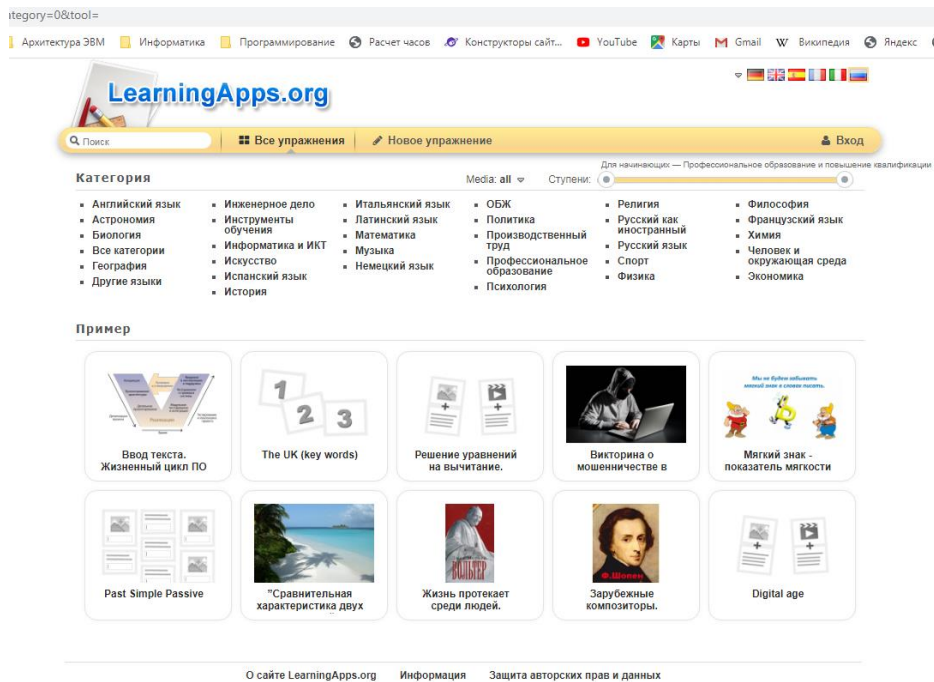 ategory=0&tool=
Архитектура ЭВМ Информатика Программирование Расчет часов Конструкторы сайт... YouTube Карты Gmail W Википедия Яндекс
LearningApps.org
Поиск Все упражнения Новое упражнение Вход
Для начинающих — Профессиональное образование и повышение квалификации
Категория Media: all Ступени:
Английский язык
Астрономия
Биология
Все категории
География
Другие языки
Инженерное дело
Инструменты
обучения
Информатика и ИКТ
Искусство
Испанский язык
История
Итальянский язык
Латинский язык
Математика
Музыка
Немецкий язык
ОБЖ
Политика
Производственный
труд
Профессиональное
образование
Психология
Религия
Русский как
иностранный
Русский язык
Спорт
Физика
Философия
Французский язык
Химия
Человек и
окружающая среда
Экономика
Пример
Ввод текста.
Жизненный цикл ПО
1
2
3
The UK (key words)
Решение уравнений
на вычитание.
Викторина о
мошенничестве в
Мы не будем забывать
мягкий знак в словах писать.
Мягкий знак -
показатель мягкости
Past Simple Passive
"Сравнительная
характеристика двух
ВОЛЬТЕР
Жизнь протекает
среди людей.
Ф.Шопен
Зарубежные
композиторы.
Digital age
О сайте LearningApps.org Информация Защита авторских прав и данных